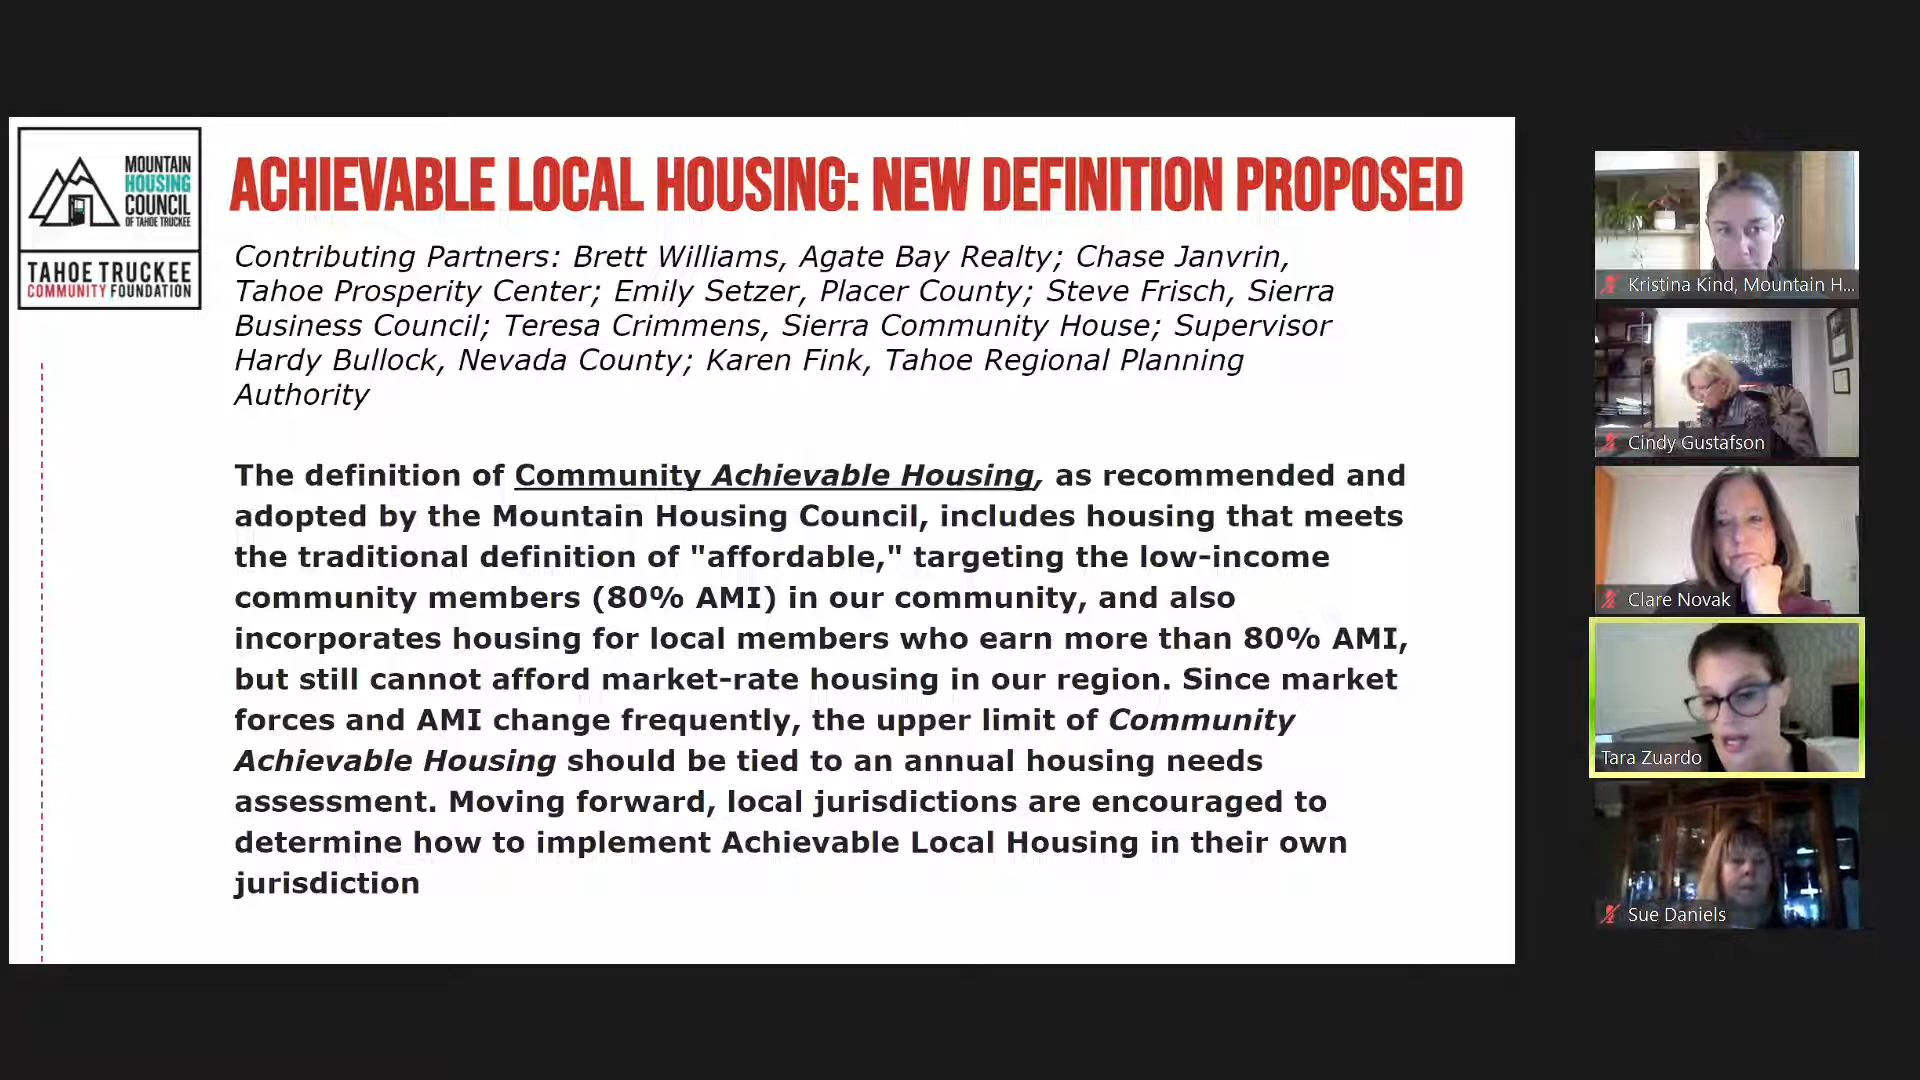 MOUNTAIN
HOUSING
COUNCIL
OF TAHOE TRUCKEE
TAHOE TRUCKEE
COMMUNITY FOUNDATION
ACHIEVABLE LOCAL HOUSING: NEW DEFINITION PROPOSED
Contributing Partners: Brett Williams, Agate Bay Realty; Chase Janvrin,
Tahoe Prosperity Center; Emily Setzer, Placer County; Steve Frisch, Sierra
Business Council; Teresa Crimmens, Sierra Community House; Supervisor
Hardy Bullock, Nevada County; Karen Fink, Tahoe Regional Planning
Authority
The definition of Community Achievable Housing, as recommended and
adopted by the Mountain Housing Council, includes housing that meets
the traditional definition of "affordable," targeting the low-income
community members (80% AMI) in our community, and also
incorporates housing for local members who earn more than 80% AMI,
but still cannot afford market-rate housing in our region. Since market
forces and AMI change frequently, the upper limit of Community
Achievable Housing should be tied to an annual housing needs
assessment. Moving forward, local jurisdictions are encouraged to
determine how to implement Achievable Local Housing in their own
jurisdiction
Kristina Kind, Mountain H...
Cindy Gustafson
Clare Novak
Tara Zuardo
Sue Daniels